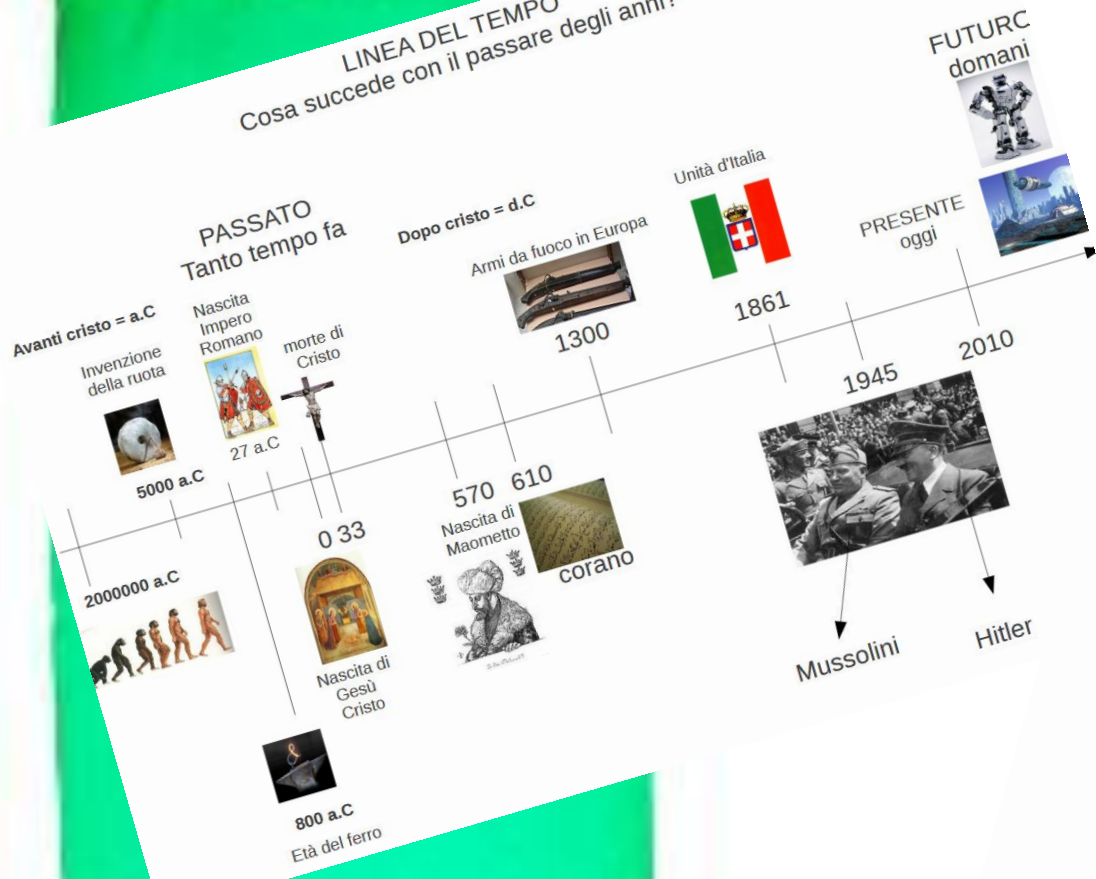 LINEA DEL TEMPO
Cosa succede con il passare degli anni?
FUTURO
domani
PASSATO
Tanto tempo fa
Dopo cristo = d.C
Unità d'Italia
PRESENTE
oggi
Armi da fuoco in Europa
Avanti cristo = a.C
Nascita
Impero
Romano
morte di
Cristo
Invenzione
della ruota
1300
1861
1945
2010
27 a.C
5000 a.C
0 33
570 610
Nascita di
Maometto
corano
2000000 a.C
Nascita di
Gesù
Cristo
Mussolini
Hitler
800 a.C
Età del ferro